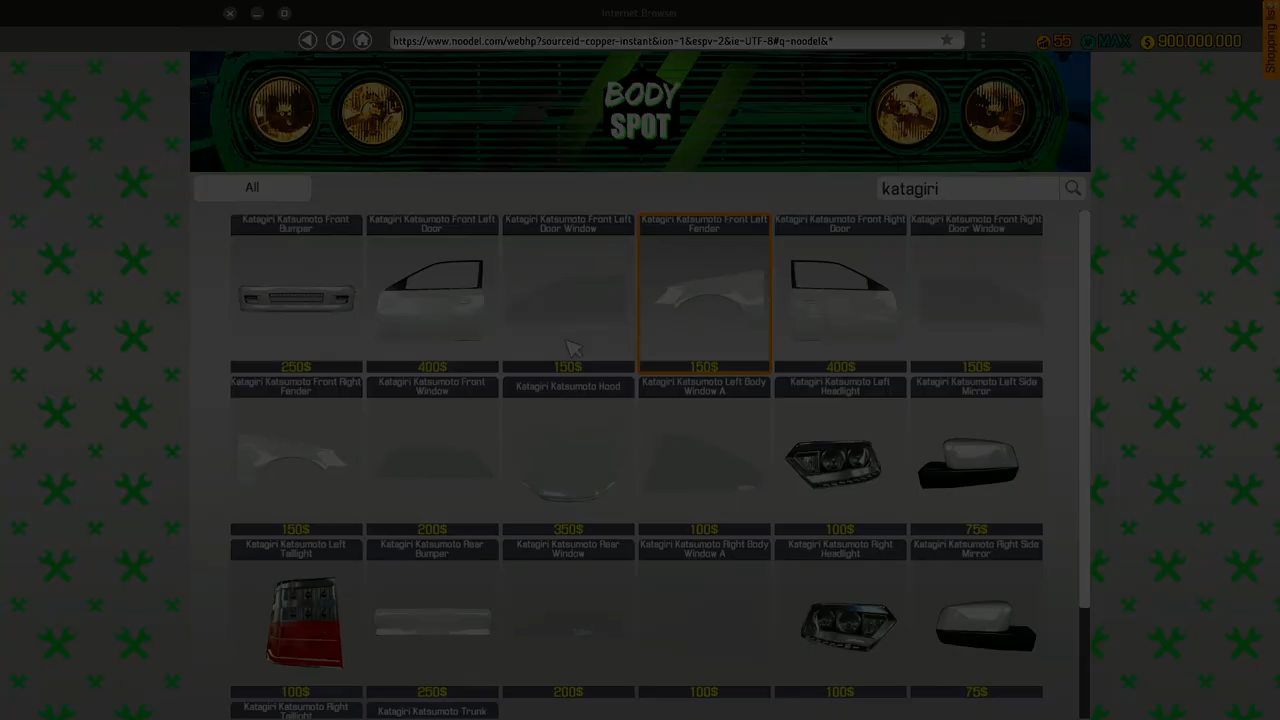 Internet Browser
https://www.noodel.com/webhp?sourceid-copper-instant&ion-1&espv-2&ie-UTF-8#q-noodel&*
55
MAX
900,000,000
Shopping list
BODY
SPOT
All
katagiri
Katagiri Katsumoto Front
Bumper
Katagiri Katsumoto Front Left
Door
Katagiri Katsumoto Front Left
Door Window
Katagiri Katsumoto Front Left
Fender
Katagiri Katsumoto Front Right
Door
Katagiri Katsumoto Front Right
Door Window
250$
400$
150$
150$
400$
150$
Katagiri Katsumoto Front Right
Fender
Katagiri Katsumoto Front
Window
Katagiri Katsumoto Hood
Katagiri Katsumoto Left Body
Window A
Katagiri Katsumoto Left
Headlight
Katagiri Katsumoto Left Side
Mirror
150$
200$
350$
100$
100$
75$
Katagiri Katsumoto Left
Taillight
Katagiri Katsumoto Rear
Bumper
Katagiri Katsumoto Rear
Window
Katagiri Katsumoto Right Body
Window A
Katagiri Katsumoto Right
Headlight
Katagiri Katsumoto Right Side
Mirror
100$
250$
200$
100$
100$
75$
Katagiri Katsumoto Right
Taillight
Katagiri Katsumoto Trunk